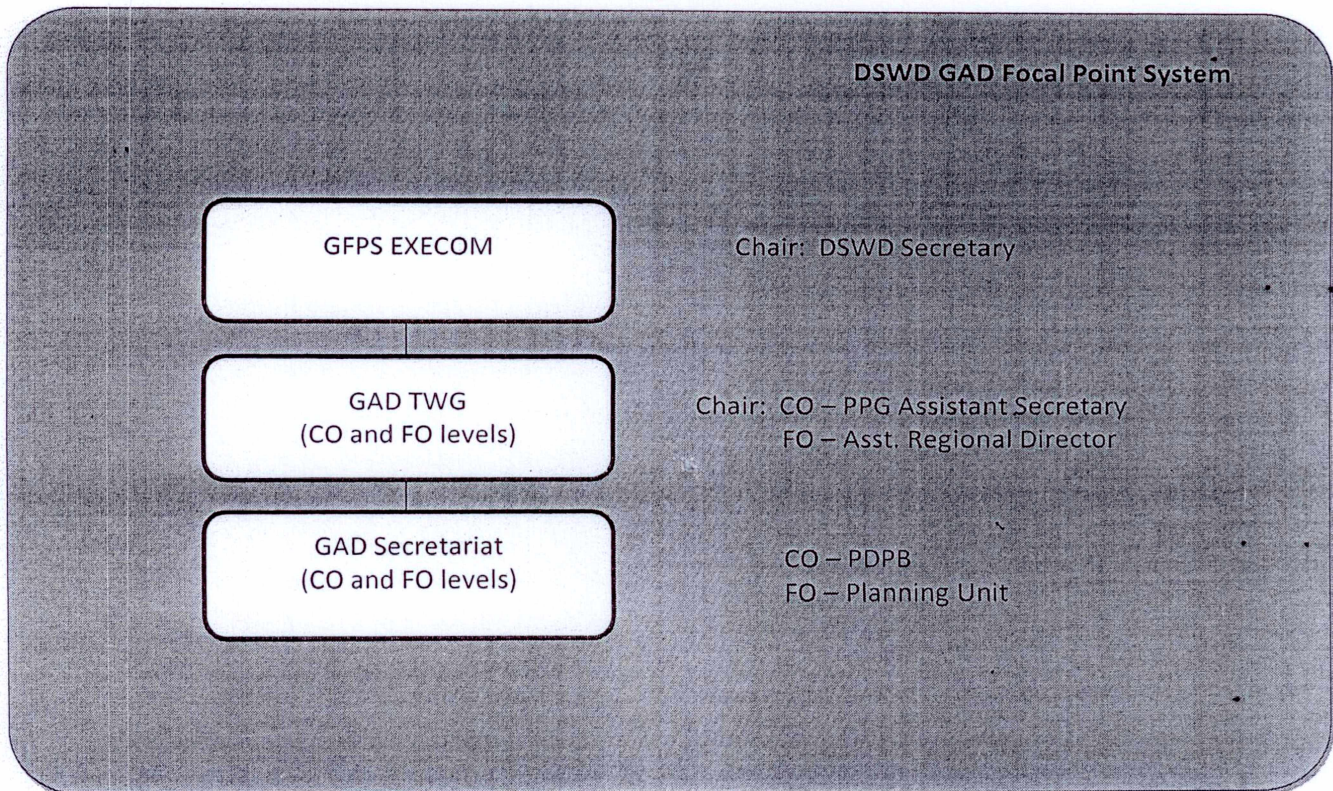 DSWD GAD Focal Point System
GFPS EXECOM
Chair: DSWD Secretary
GAD TWG
(CO and FO levels)
Chair: CO – PPG Assistant Secretary
FO – Asst. Regional Director
GAD Secretariat
(CO and FO levels)
CO – PDPB
FO – Planning Unit